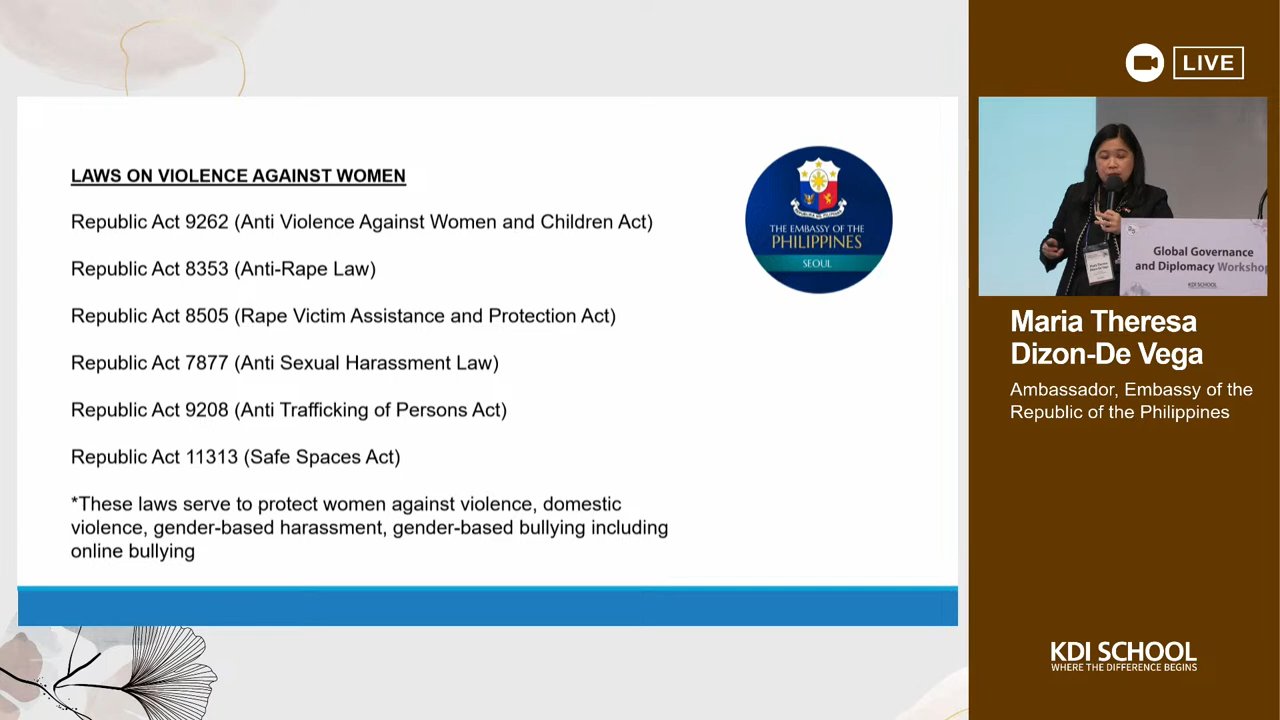 LIVE
LAWS ON VIOLENCE AGAINST WOMEN
Republic Act 9262 (Anti Violence Against Women and Children Act)
Republic Act 8353 (Anti-Rape Law)
Republic Act 8505 (Rape Victim Assistance and Protection Act)
Republic Act 7877 (Anti Sexual Harassment Law)
Republic Act 9208 (Anti Trafficking of Persons Act)
Republic Act 11313 (Safe Spaces Act)
*These laws serve to protect women against violence, domestic
violence, gender-based harassment, gender-based bullying including
online bullying
THE EMBASSY OF THE
PHILIPPINES
SEOUL
Global Governance
and Diplomacy Workshop
KDI SCHOOL
Maria Theresa
Dizon-De Vega
Ambassador, Embassy of the
Republic of the Philippines
KDI SCHOOL
WHERE THE DIFFERENCE BEGINS